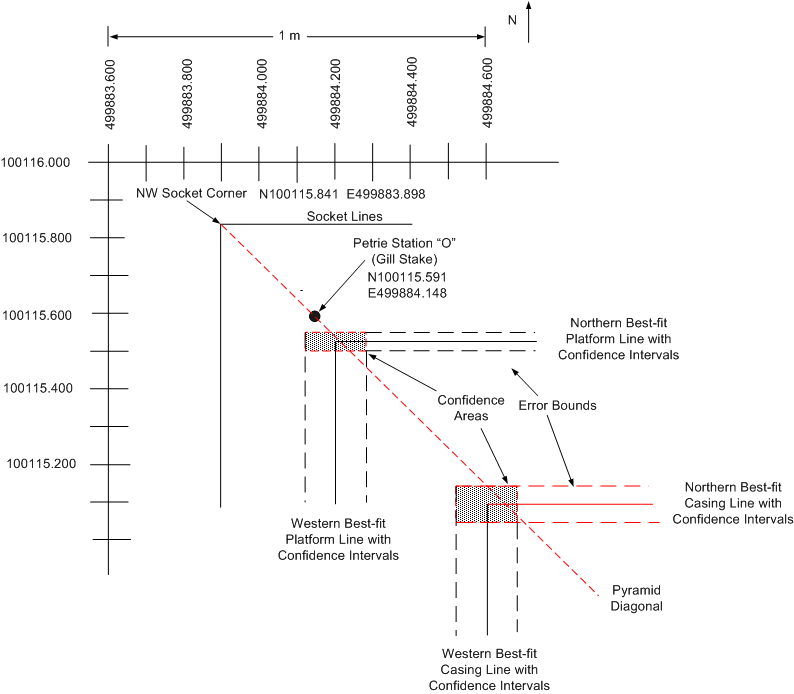 N
1 m
499883.600
499883.800
499884.000
499884.200
499884.400
499884.600
100116.000
NW Socket Corner N100115.841 E499883.898
Socket Lines
100115.800
Petrie Station “O”
(Gill Stake)
N100115.591
E499884.148
100115.600
Northern Best-fit
Platform Line with
Confidence Intervals
100115.400
Confidence
Areas
Error Bounds
100115.200
Northern Best-fit
Casing Line with
Confidence Intervals
Western Best-fit
Platform Line with
Confidence Intervals
Pyramid
Diagonal
Western Best-fit
Casing Line with
Confidence Intervals